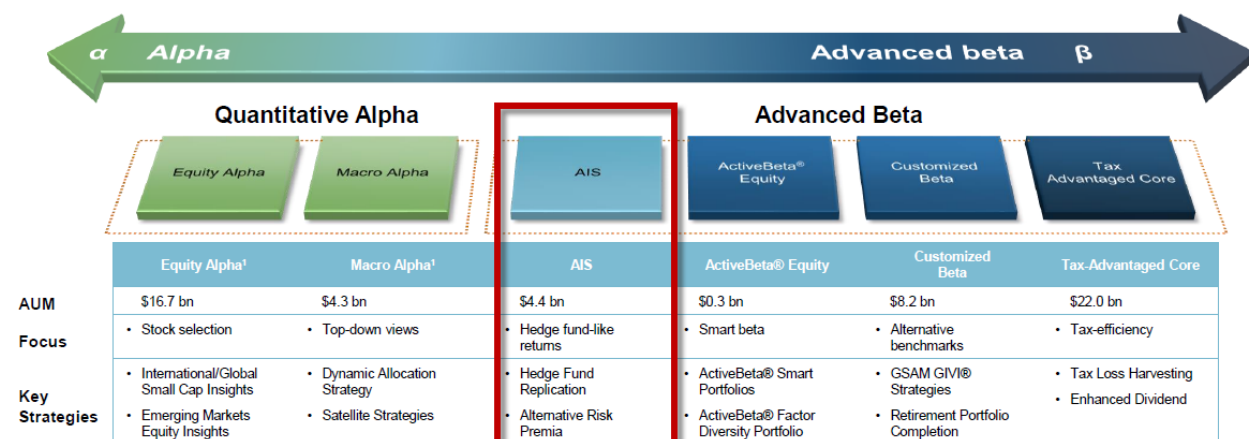 α Alpha
Advanced beta β
Quantitative Alpha
Advanced Beta
Equity Alpha
Macro Alpha
AIS
ActiveBeta®
Equity
Customized
Beta
Tax
Advantaged Core
Equity Alpha¹
Macro Alpha¹
AIS
ActiveBeta® Equity
Customized
Beta
Tax-Advantaged Core
AUM
$16.7 bn
$4.3 bn
$4.4 bn
$0.3 bn
$8.2 bn
$22.0 bn
Focus
• Stock selection
• Top-down views
• Hedge fund-like
returns
• Smart beta
• Alternative
benchmarks
• Tax-efficiency
Key
Strategies
• International/Global
Small Cap Insights
• Emerging Markets
Equity Insights
• Dynamic Allocation
Strategy
• Satellite Strategies
• Hedge Fund
Replication
• Alternative Risk
Premia
• ActiveBeta® Smart
Portfolios
• ActiveBeta® Factor
Diversity Portfolio
• GSAM GIVI®
Strategies
• Retirement Portfolio
Completion
• Tax Loss Harvesting
• Enhanced Dividend